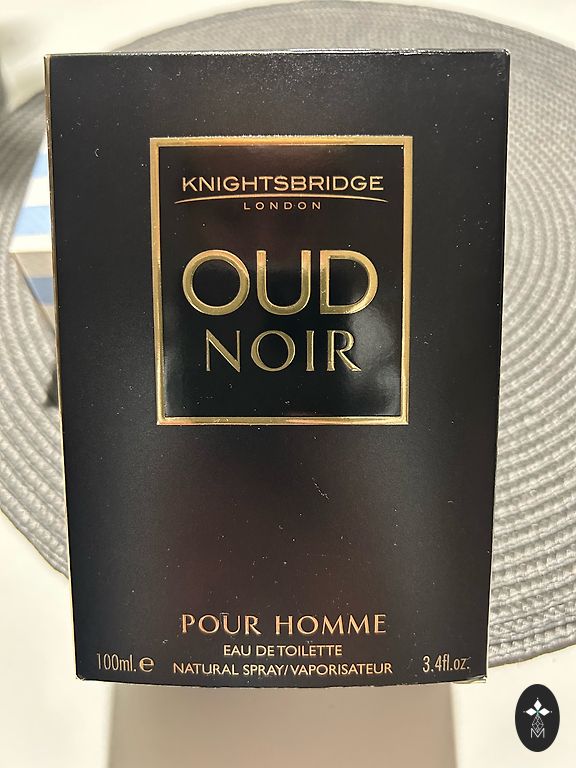 KNIGHTSBRIDGE
LONDON
OUD
NOIR
POUR HOMME
EAU DE TOILETTE
100ml. e NATURAL SPRAY/VAPORISATEUR 3.4fl.oz.
M